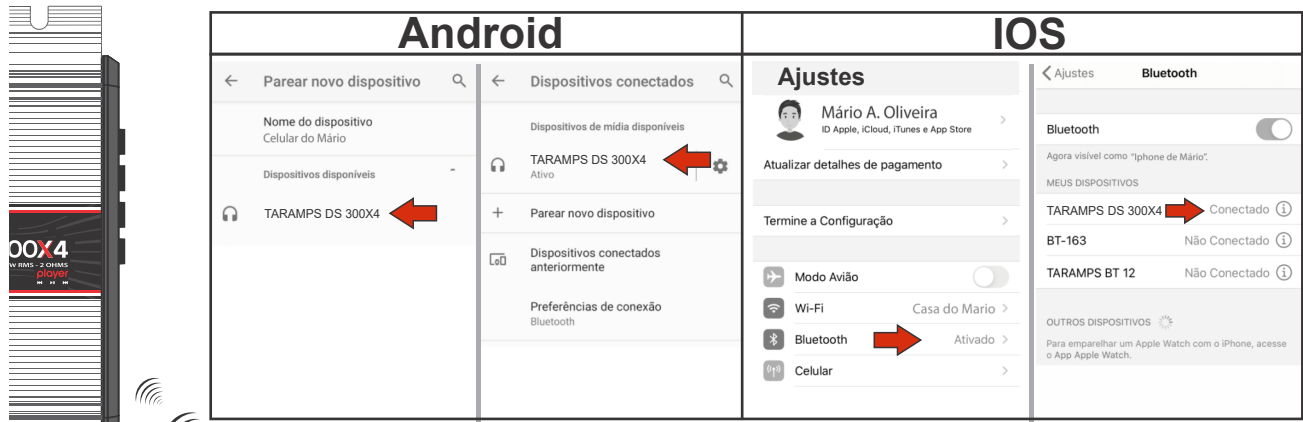 Android
IOS
Parear novo dispositivo
Nome do dispositivo
Celular do Mário
Dispositivos disponíveis
TARAMPS DS 300X4
Dispositivos conectados
Dispositivos de mídia disponíveis
TARAMPS DS 300X4
Ativo
Parear novo dispositivo
Dispositivos conectados
anteriormente
Preferências de conexão
Bluetooth
Ajustes
Mário A. Oliveira
ID Apple, iCloud, iTunes e App Store
Atualizar detalhes de pagamento
Termine a Configuração
Modo Avião
Wi-Fi Casa do Mario
Bluetooth Ativado
Celular
Ajustes Bluetooth
Bluetooth
Agora visível como “Iphone de Mário”.
MEUS DISPOSITIVOS
TARAMPS DS 300X4 Conectado
BT-163 Não Conectado
TARAMPS BT 12 Não Conectado
OUTROS DISPOSITIVOS
Para emparelhar um Apple Watch com o iPhone, acesse
o App Apple Watch.
00X4
W RMS - 2 OHMS
player